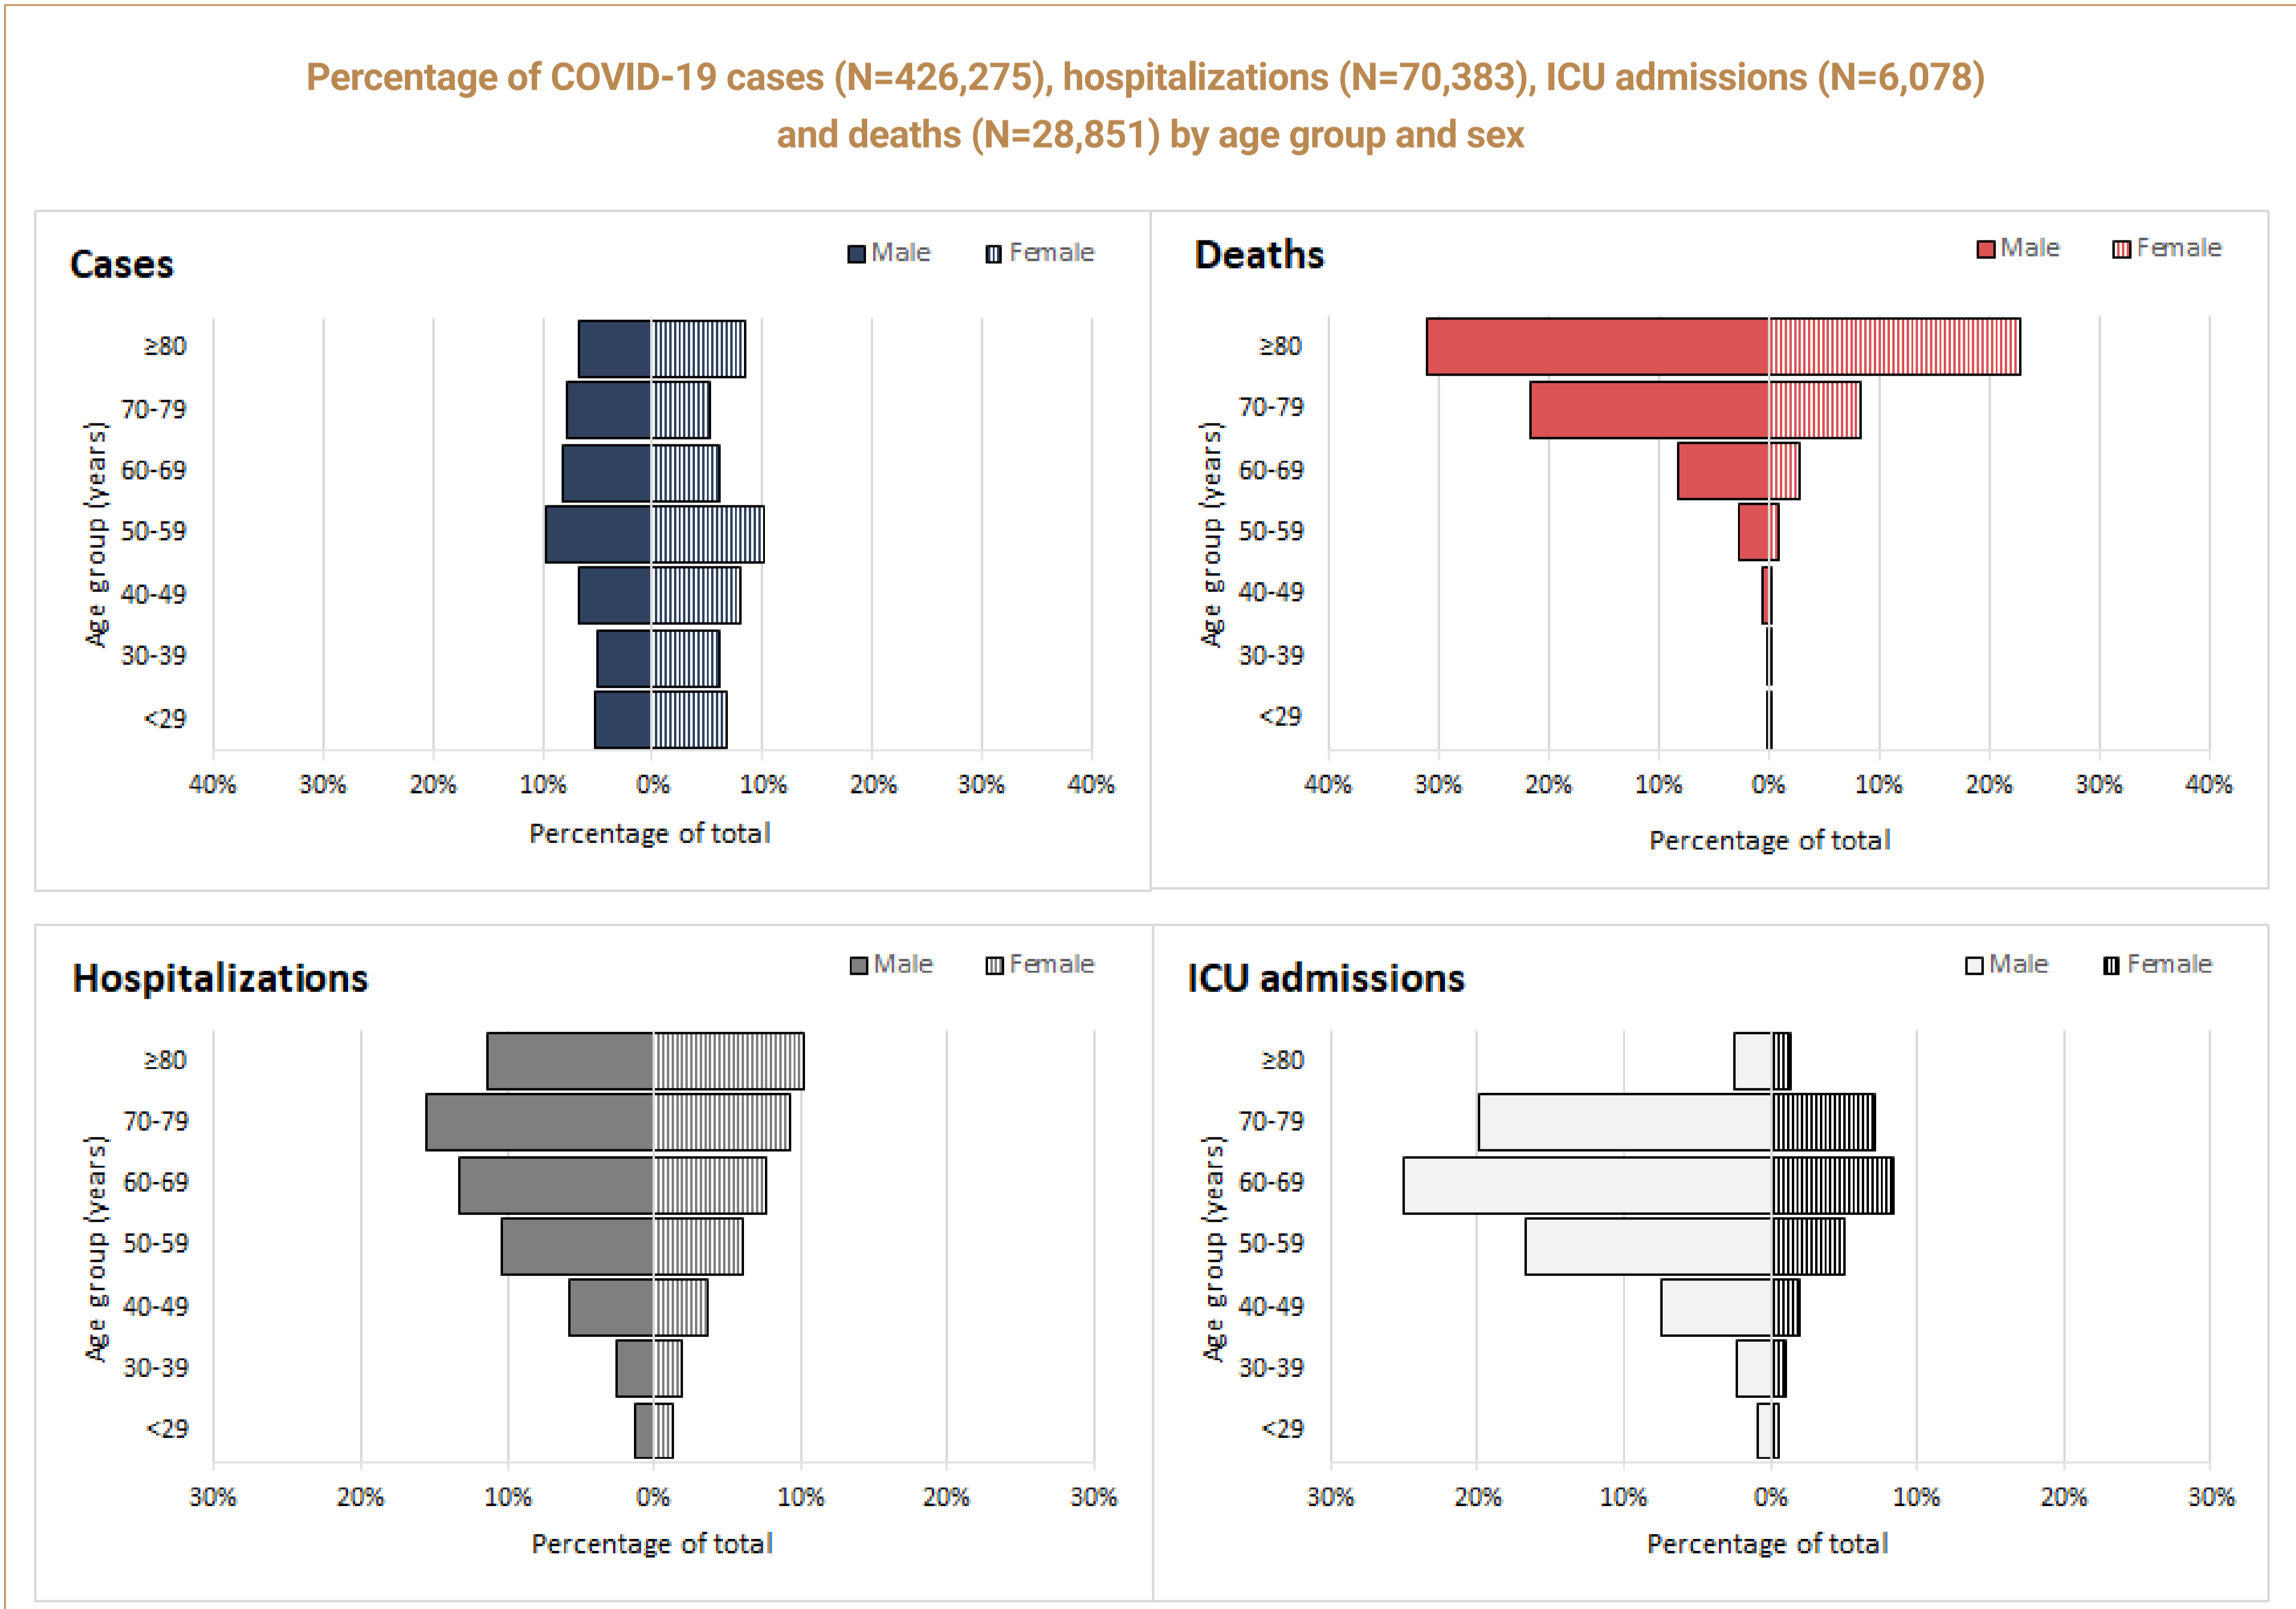 Percentage of COVID-19 cases (N=426,275), hospitalizations (N=70,383), ICU admissions (N=6,078)
and deaths (N=28,851) by age group and sex
Cases
Male Female
Age group (years)
≥80
70-79
60-69
50-59
40-49
30-39
<29
40% 30% 20% 10% 0% 10% 20% 30% 40%
Percentage of total
Deaths
Male Female
Age group (years)
≥80
70-79
60-69
50-59
40-49
30-39
<29
40% 30% 20% 10% 0% 10% 20% 30% 40%
Percentage of total
Hospitalizations
Male Female
Age group (years)
≥80
70-79
60-69
50-59
40-49
30-39
<29
30% 20% 10% 0% 10% 20% 30%
Percentage of total
ICU admissions
Male Female
Age group (years)
≥80
70-79
60-69
50-59
40-49
30-39
<29
30% 20% 10% 0% 10% 20% 30%
Percentage of total